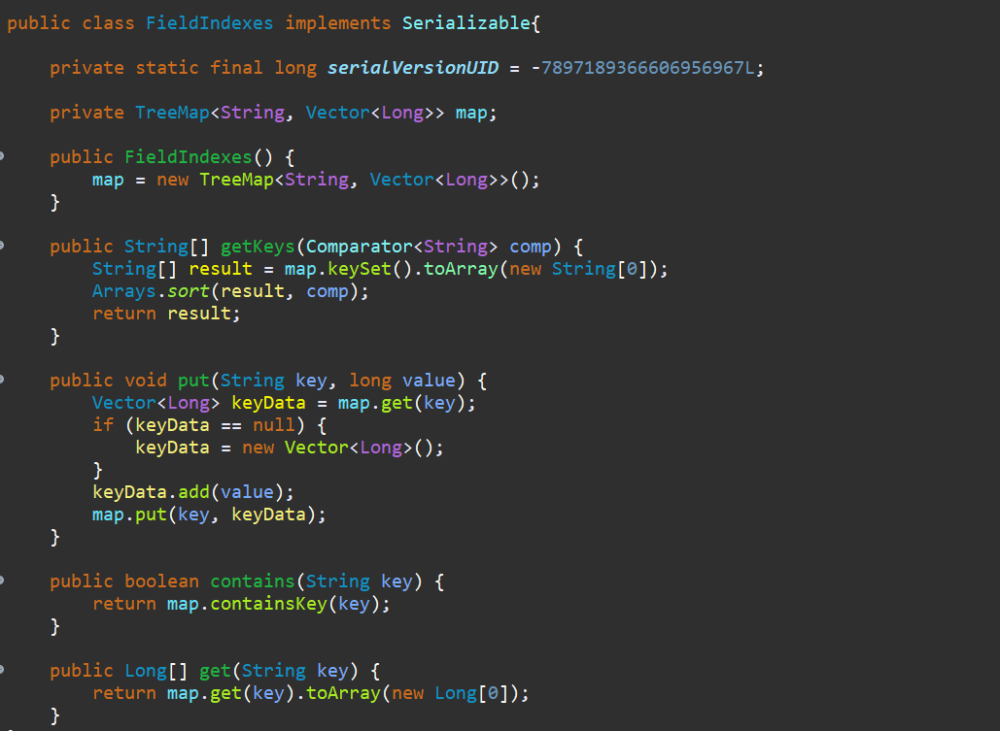 public class FieldIndexes implements Serializable{
private static final long serialVersionUID = -7897189366606956967L;
private TreeMap<String, Vector<Long>> map;
public FieldIndexes() {
map = new TreeMap<String, Vector<Long>>();
}
public String[] getKeys(Comparator<String> comp) {
String[] result = map.keySet().toArray(new String[0]);
Arrays.sort(result, comp);
return result;
}
public void put(String key, long value) {
Vector<Long> keyData = map.get(key);
if (keyData == null) {
keyData = new Vector<Long>();
}
keyData.add(value);
map.put(key, keyData);
}
public boolean contains(String key) {
return map.containsKey(key);
}
public Long[] get(String key) {
return map.get(key).toArray(new Long[0]);
}